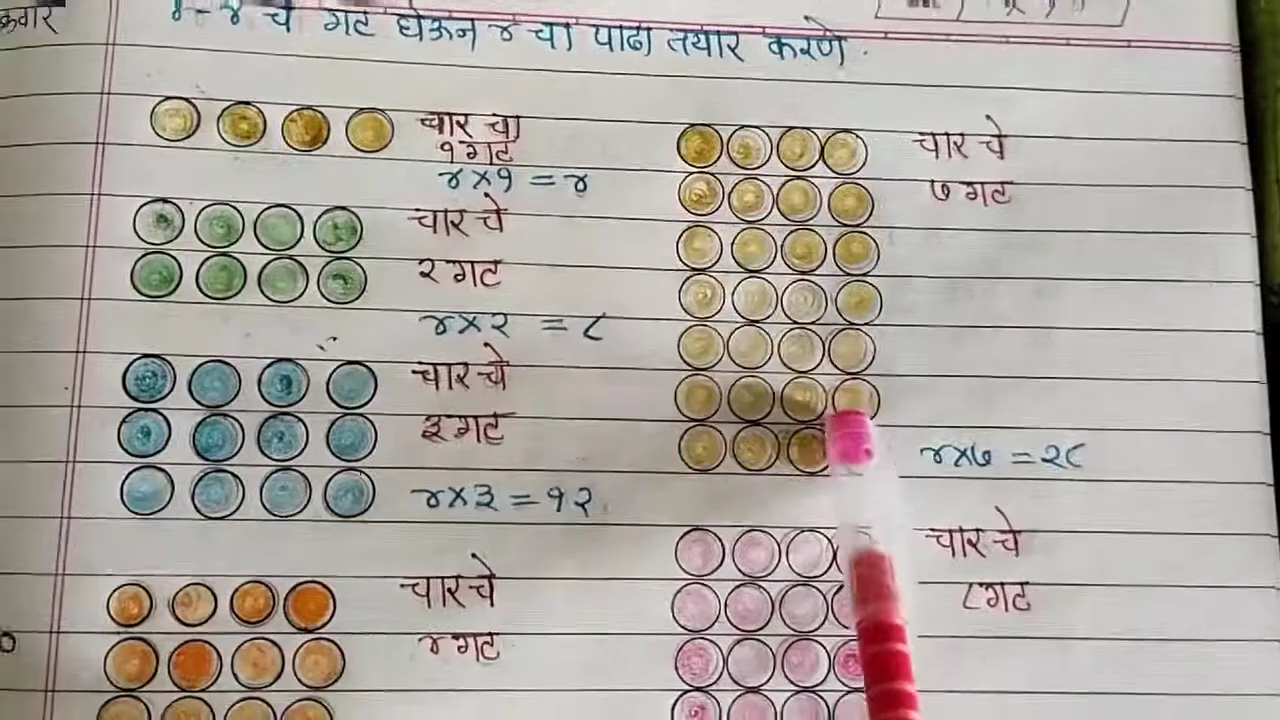 ४-४ चे गट घेऊन ४ चा पाढा तयार करणे.
चार चा
१ गट
४×१ = ४
चार चे
२ गट
४×२ = ८
चार चे
३ गट
४×३ = १२
चार चे
४ गट
चार चे
७ गट
४×७ = २८
चार चे
८ गट